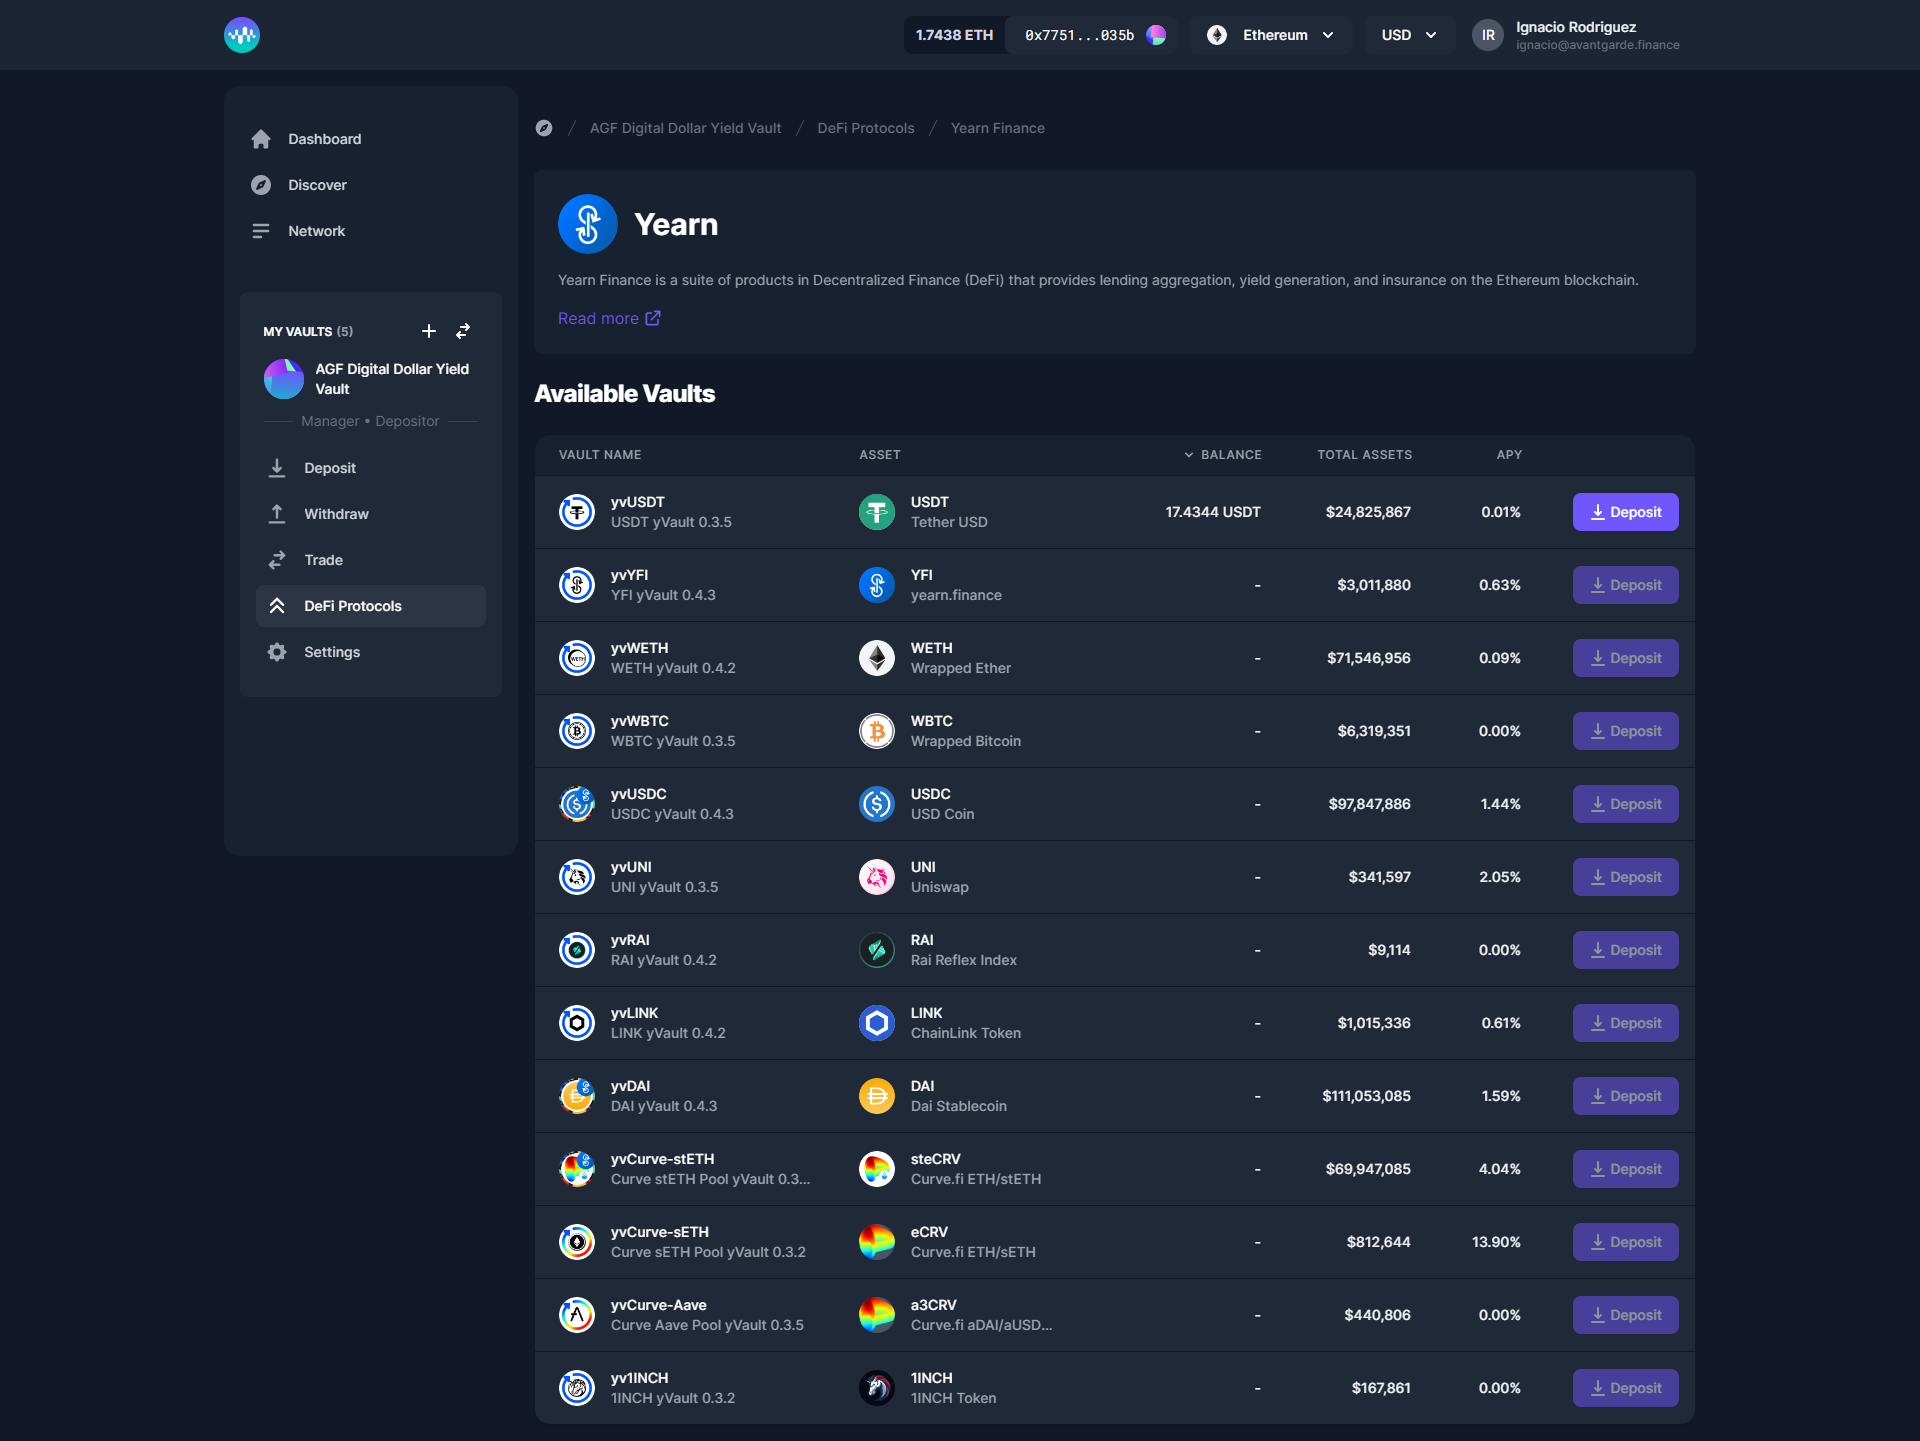 1.7438 ETH
0x7751...035b
Ethereum
USD
IR
Ignacio Rodriguez
ignacio@avantgarde.finance
Dashboard
Discover
Network
MY VAULTS (5)
AGF Digital Dollar Yield
Vault
Manager • Depositor
Deposit
Withdraw
Trade
DeFi Protocols
Settings
/ AGF Digital Dollar Yield Vault / DeFi Protocols / Yearn Finance
Yearn
Yearn Finance is a suite of products in Decentralized Finance (DeFi) that provides lending aggregation, yield generation, and insurance on the Ethereum blockchain.
Read more
Available Vaults
VAULT NAME ASSET BALANCE TOTAL ASSETS APY
yvUSDT USDT
USDT yVault 0.3.5 Tether USD
17.4344 USDT $24,825,867 0.01% Deposit
yvYFI YFI
YFI yVault 0.4.3 yearn.finance
- $3,011,880 0.63% Deposit
yvWETH WETH
WETH yVault 0.4.2 Wrapped Ether
- $71,546,956 0.09% Deposit
yvWBTC WBTC
WBTC yVault 0.3.5 Wrapped Bitcoin
- $6,319,351 0.00% Deposit
yvUSDC USDC
USDC yVault 0.4.3 USD Coin
- $97,847,886 1.44% Deposit
yvUNI UNI
UNI yVault 0.3.5 Uniswap
- $341,597 2.05% Deposit
yvRAI RAI
RAI yVault 0.4.2 Rai Reflex Index
- $9,114 0.00% Deposit
yvLINK LINK
LINK yVault 0.4.2 ChainLink Token
- $1,015,336 0.61% Deposit
yvDAI DAI
DAI yVault 0.4.3 Dai Stablecoin
- $111,053,085 1.59% Deposit
yvCurve-stETH steCRV
Curve stETH Pool yVault 0.3... Curve.fi ETH/stETH
- $69,947,085 4.04% Deposit
yvCurve-sETH eCRV
Curve sETH Pool yVault 0.3.2 Curve.fi ETH/sETH
- $812,644 13.90% Deposit
yvCurve-Aave a3CRV
Curve Aave Pool yVault 0.3.5 Curve.fi aDAI/aUSD...
- $440,806 0.00% Deposit
yv1INCH 1INCH
1INCH yVault 0.3.2 1INCH Token
- $167,861 0.00% Deposit